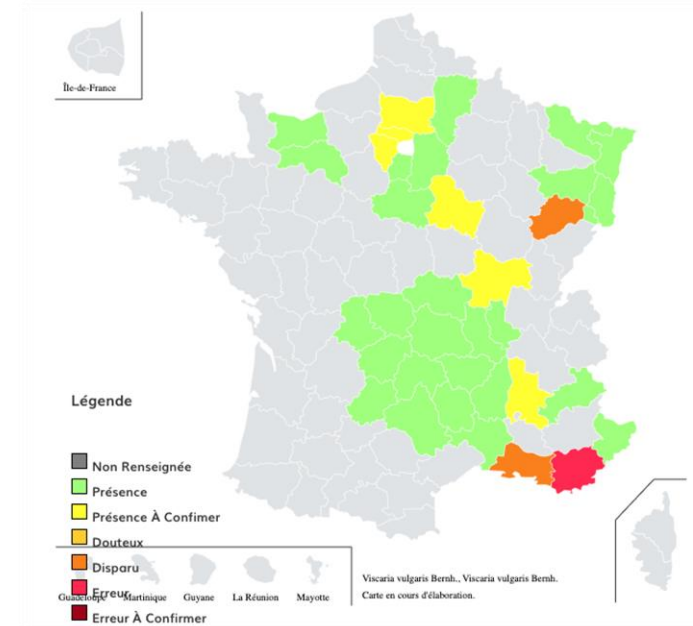 Île-de-France
Légende
Non Renseignée
Présence
Présence À Confimer
Douteux
Disparu
Erreur
Erreur À Confirmer
Guadeloupe
Martinique
Guyane
La Réunion
Mayotte
Viscaria vulgaris Bernh., Viscaria vulgaris Bernh.
Carte en cours d'élaboration.